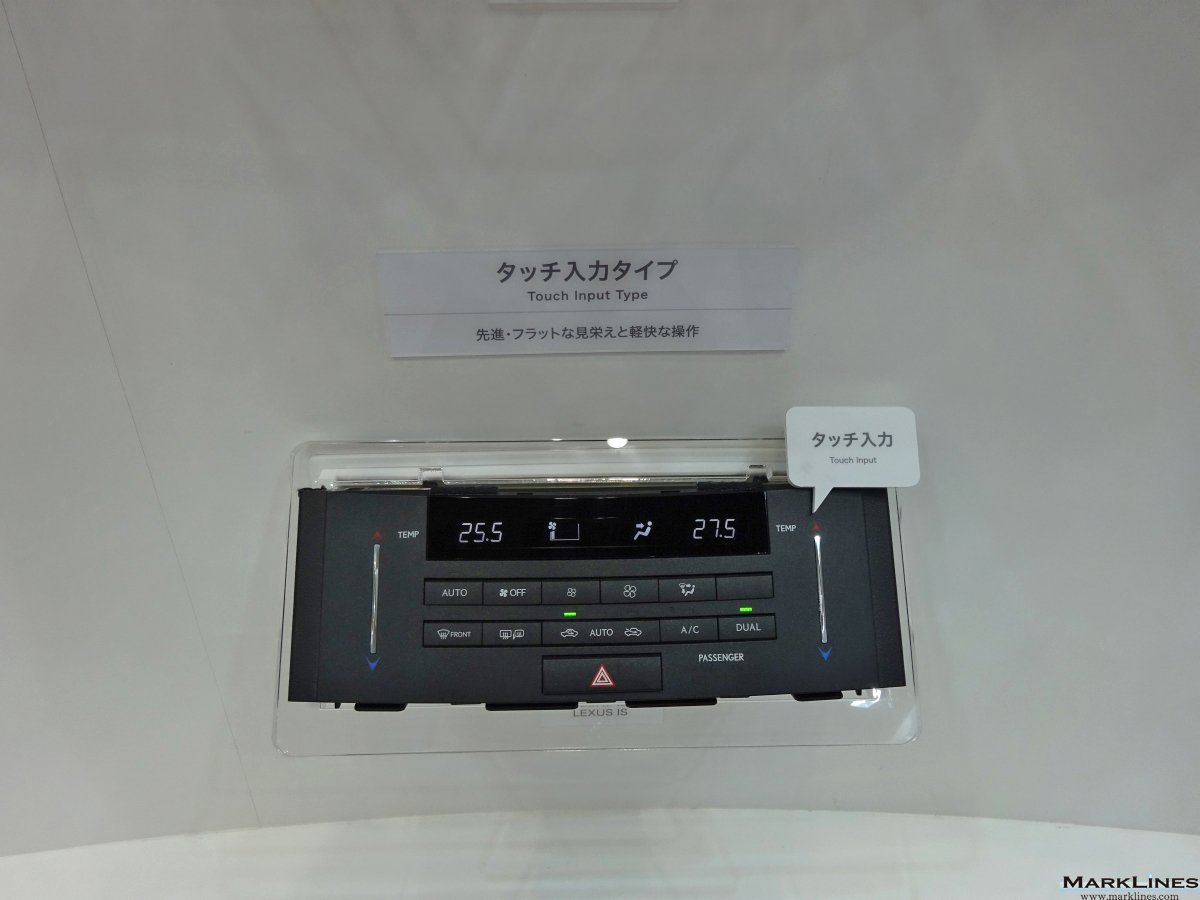 タッチ入力タイプ
Touch Input Type
先進・フラットな見栄えと軽快な操作
タッチ入力
Touch Input
TEMP 25.5 27.5 TEMP
AUTO OFF
FRONT AUTO A/C DUAL
PASSENGER
LEXUS IS
MARKLINES
www.marklines.com